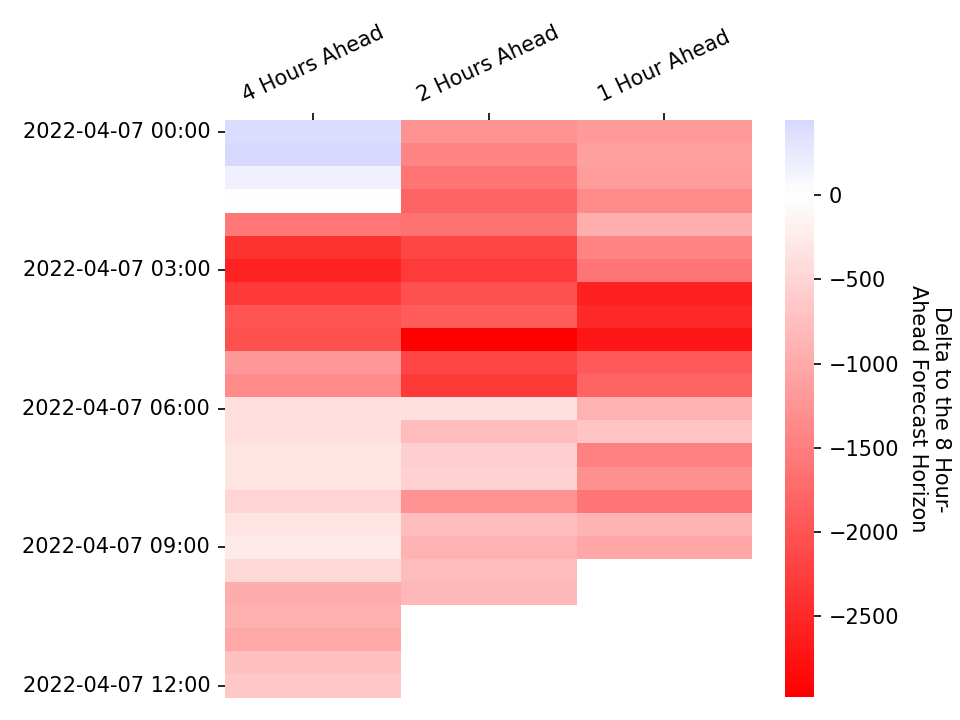 4 Hours Ahead
2 Hours Ahead
1 Hour Ahead
2022-04-07 00:00
2022-04-07 03:00
2022-04-07 06:00
2022-04-07 09:00
2022-04-07 12:00
0
−500
−1000
−1500
−2000
−2500
Delta to the 8 Hour-
Ahead Forecast Horizon